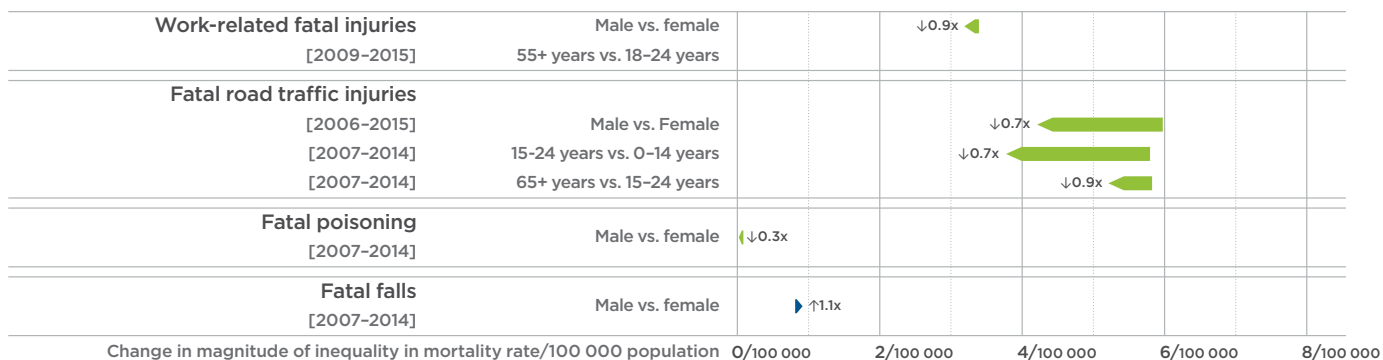 Work-related fatal injuries Male vs. female ↓0.9x
[2009–2015] 55+ years vs. 18–24 years
Fatal road traffic injuries
[2006–2015] Male vs. Female ↓0.7x
[2007–2014] 15-24 years vs. 0–14 years ↓0.7x
[2007–2014] 65+ years vs. 15–24 years ↓0.9x
Fatal poisoning
Male vs. female ↓0.3x
[2007–2014]
Fatal falls
Male vs. female ↑1.1x
[2007–2014]
Change in magnitude of inequality in mortality rate/100 000 population 0/100 000 2/100 000 4/100 000 6/100 000 8/100 000